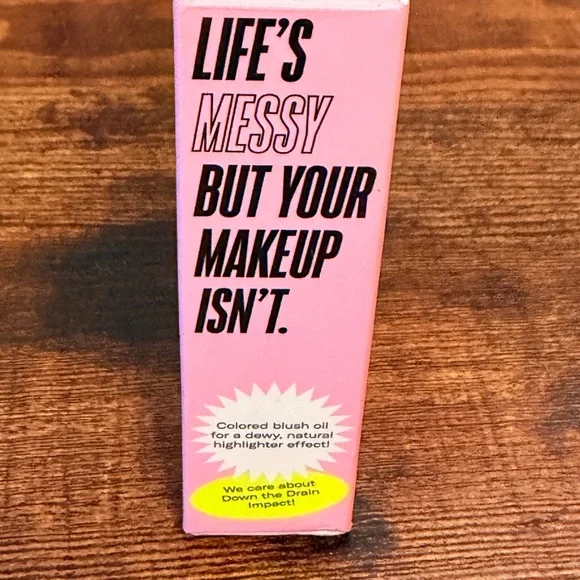 LIFE'S
MESSY
BUT YOUR
MAKEUP
ISN'T.
Colored blush oil
for a dewy, natural
highlighter effect!
We care about
Down the Drain
Impact!